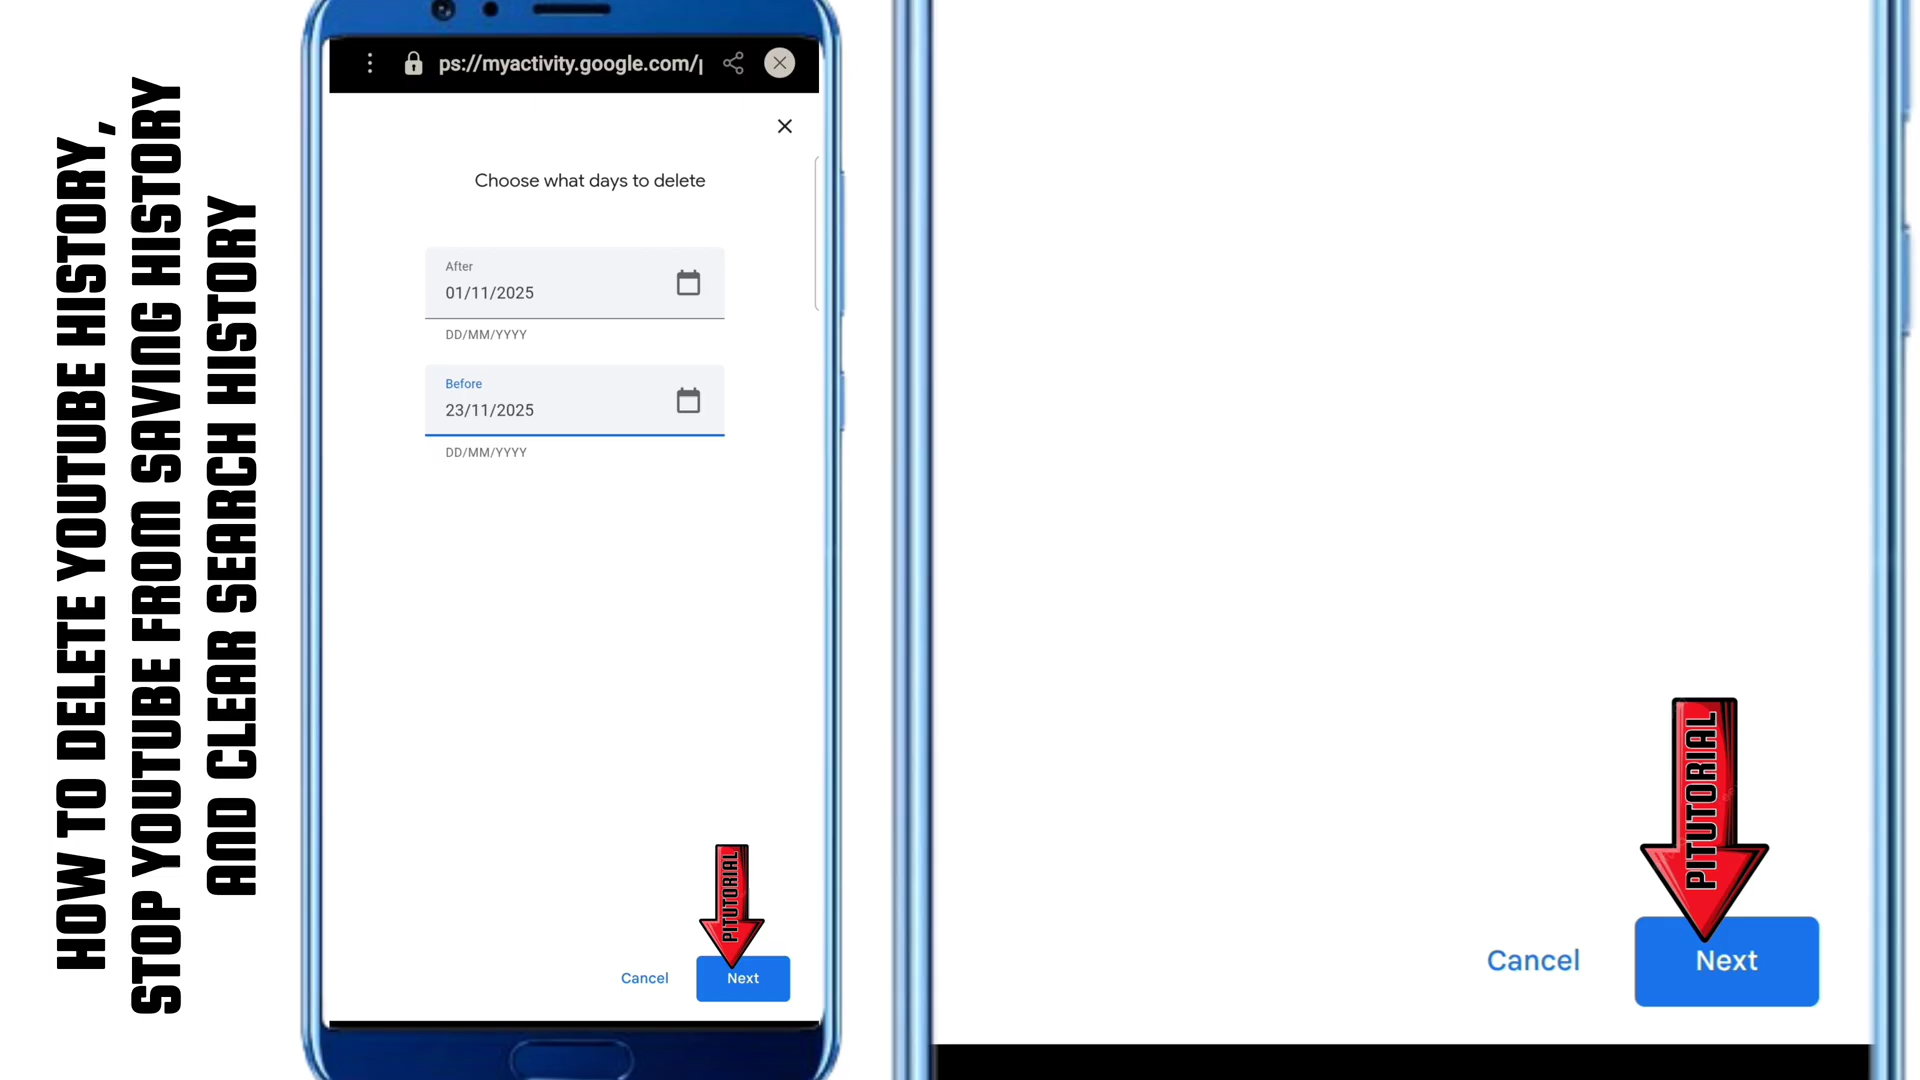 HOW TO DELETE YOUTUBE HISTORY,
STOP YOUTUBE FROM SAVING HISTORY
AND CLEAR SEARCH HISTORY
ps://myactivity.google.com/p
Choose what days to delete
After
01/11/2025
DD/MM/YYYY
Before
23/11/2025
DD/MM/YYYY
PITUTORIAL
Cancel
Next
PITUTORIAL
Cancel
Next